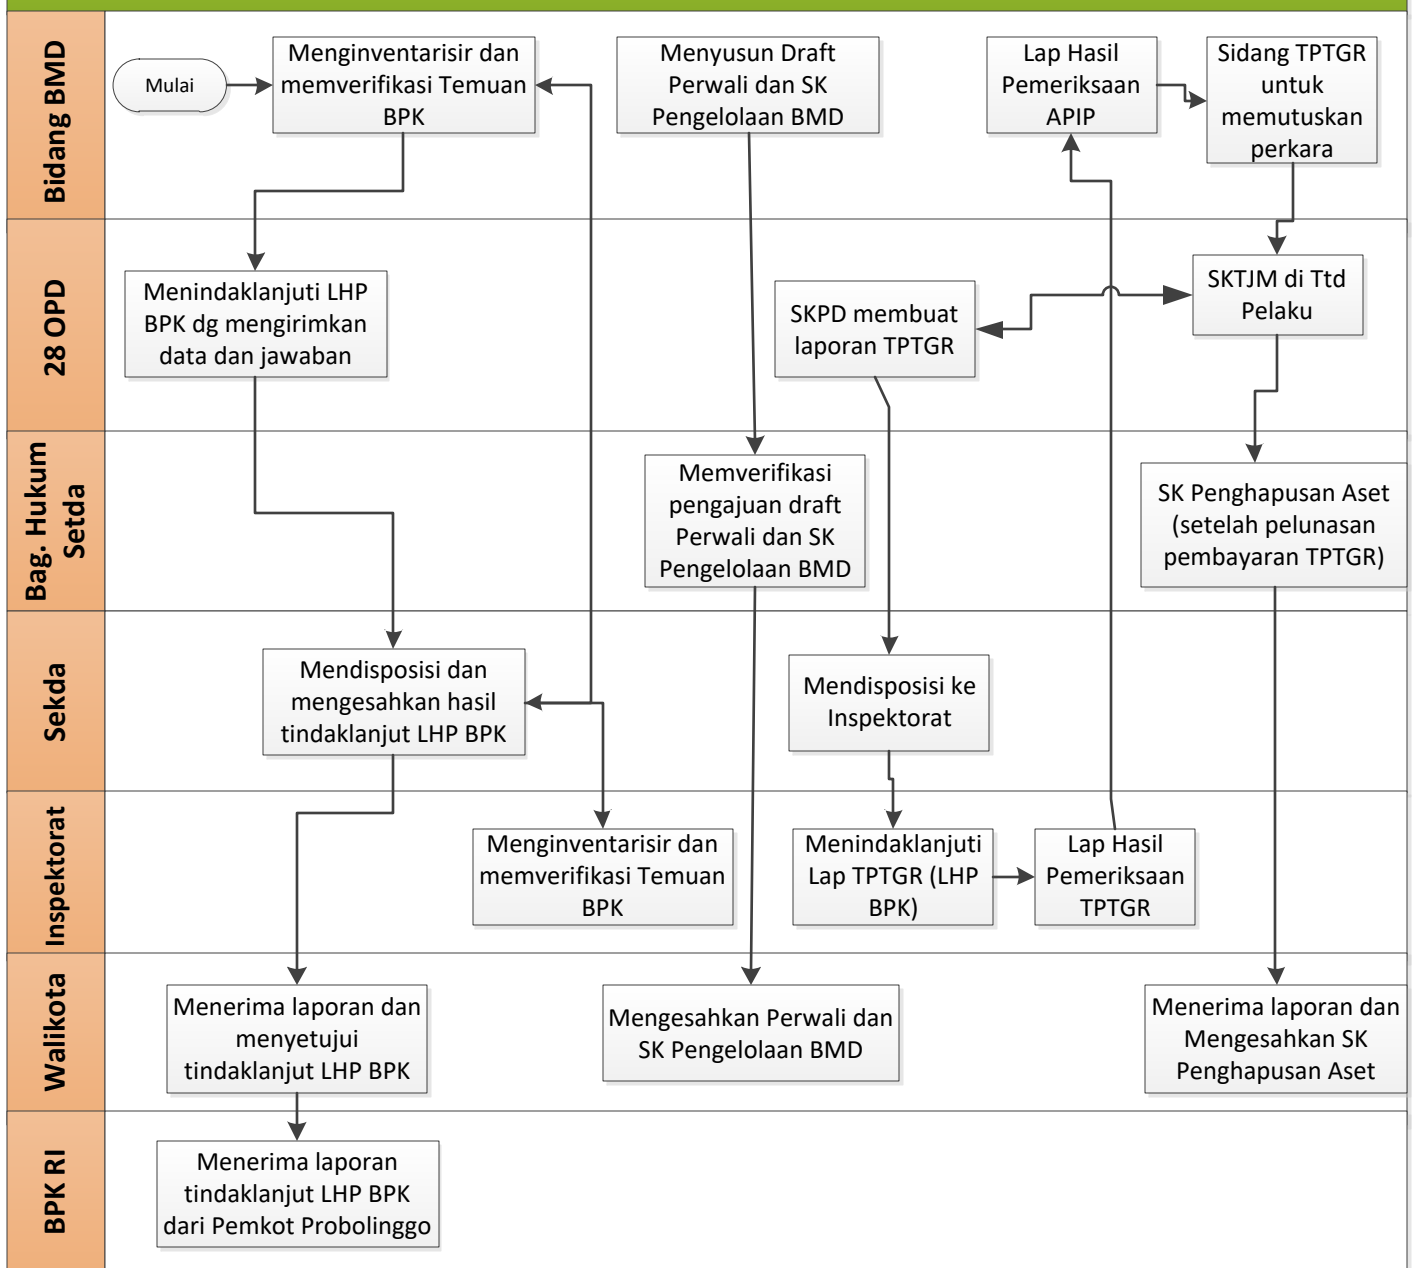 Bidang BMD
Mulai
Menginventarisir dan
memverifikasi Temuan
BPK
Menyusun Draft
Perwali dan SK
Pengelolaan BMD
Lap Hasil
Pemeriksaan
APIP
Sidang TPTGR
untuk
memutuskan
perkara
28 OPD
Menindaklanjuti LHP
BPK dg mengirimkan
data dan jawaban
SKPD membuat
laporan TPTGR
SKTJM di Ttd
Pelaku
Bag. Hukum
Setda
Memverifikasi
pengajuan draft
Perwali dan SK
Pengelolaan BMD
SK Penghapusan Aset
(setelah pelunasan
pembayaran TPTGR)
Sekda
Mendisposisi dan
mengesahkan hasil
tindaklanjut LHP BPK
Mendisposisi ke
Inspektorat
Inspektorat
Menginventarisir dan
memverifikasi Temuan
BPK
Menindaklanjuti
Lap TPTGR (LHP
BPK)
Lap Hasil
Pemeriksaan
TPTGR
Walikota
Menerima laporan dan
menyetujui
tindaklanjut LHP BPK
Mengesahkan Perwali dan
SK Pengelolaan BMD
Menerima laporan dan
Mengesahkan SK
Penghapusan Aset
BPK RI
Menerima laporan
tindaklanjut LHP BPK
dari Pemkot Probolinggo